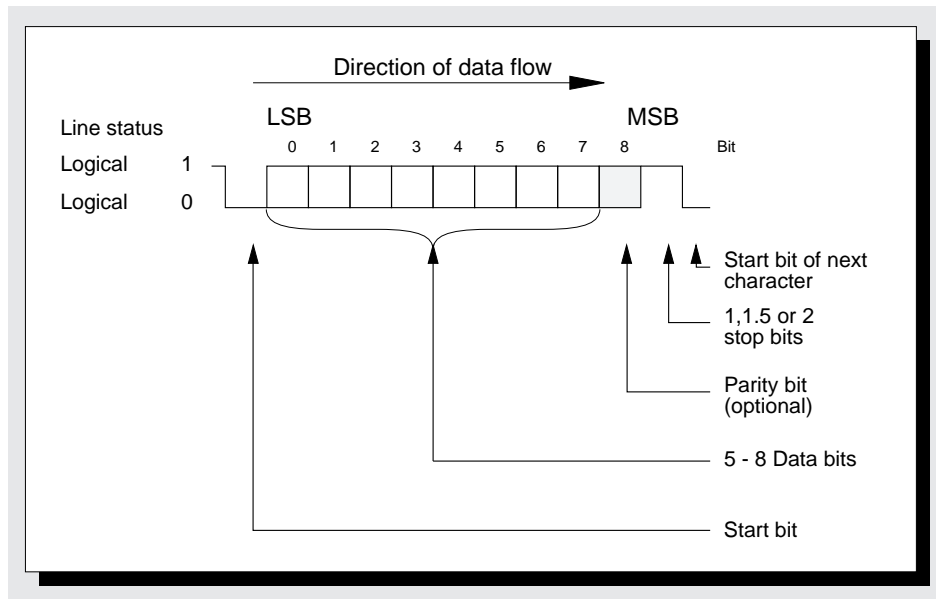 Direction of data flow
LSB MSB
Line status
0 1 2 3 4 5 6 7 8 Bit
Logical 1
Logical 0
Start bit of next
character
1,1.5 or 2
stop bits
Parity bit
(optional)
5 - 8 Data bits
Start bit